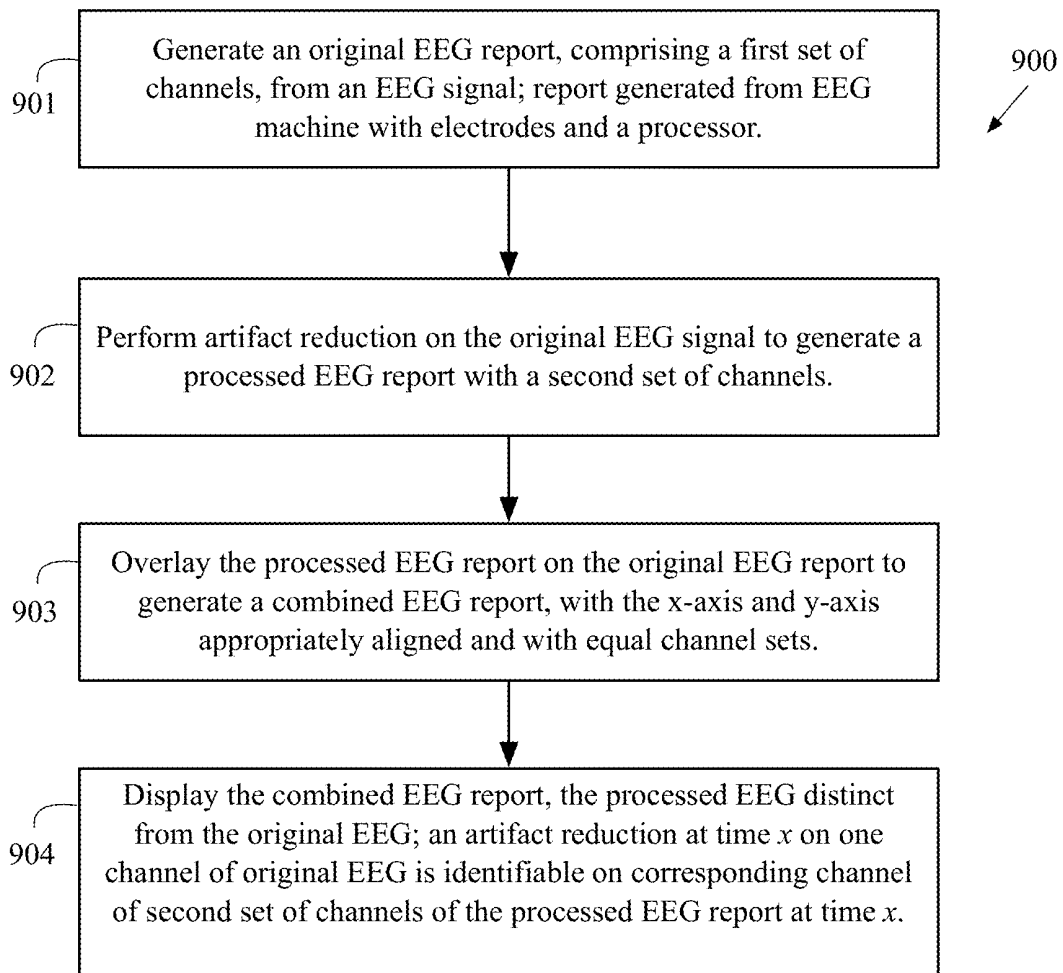 900
901
Generate an original EEG report, comprising a first set of
channels, from an EEG signal; report generated from EEG
machine with electrodes and a processor.
902
Perform artifact reduction on the original EEG signal to generate a
processed EEG report with a second set of channels.
903
Overlay the processed EEG report on the original EEG report to
generate a combined EEG report, with the x-axis and y-axis
appropriately aligned and with equal channel sets.
904
Display the combined EEG report, the processed EEG distinct
from the original EEG; an artifact reduction at time x on one
channel of original EEG is identifiable on corresponding channel
of second set of channels of the processed EEG report at time x.